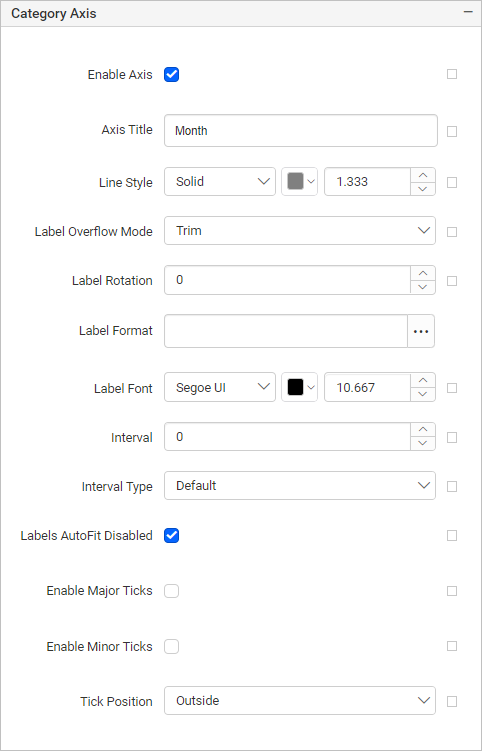 Category Axis
Enable Axis
Axis Title Month
Line Style Solid 1.333
Label Overflow Mode Trim
Label Rotation 0
Label Format ...
Label Font Segoe UI 10.667
Interval 0
Interval Type Default
Labels AutoFit Disabled
Enable Major Ticks
Enable Minor Ticks
Tick Position Outside